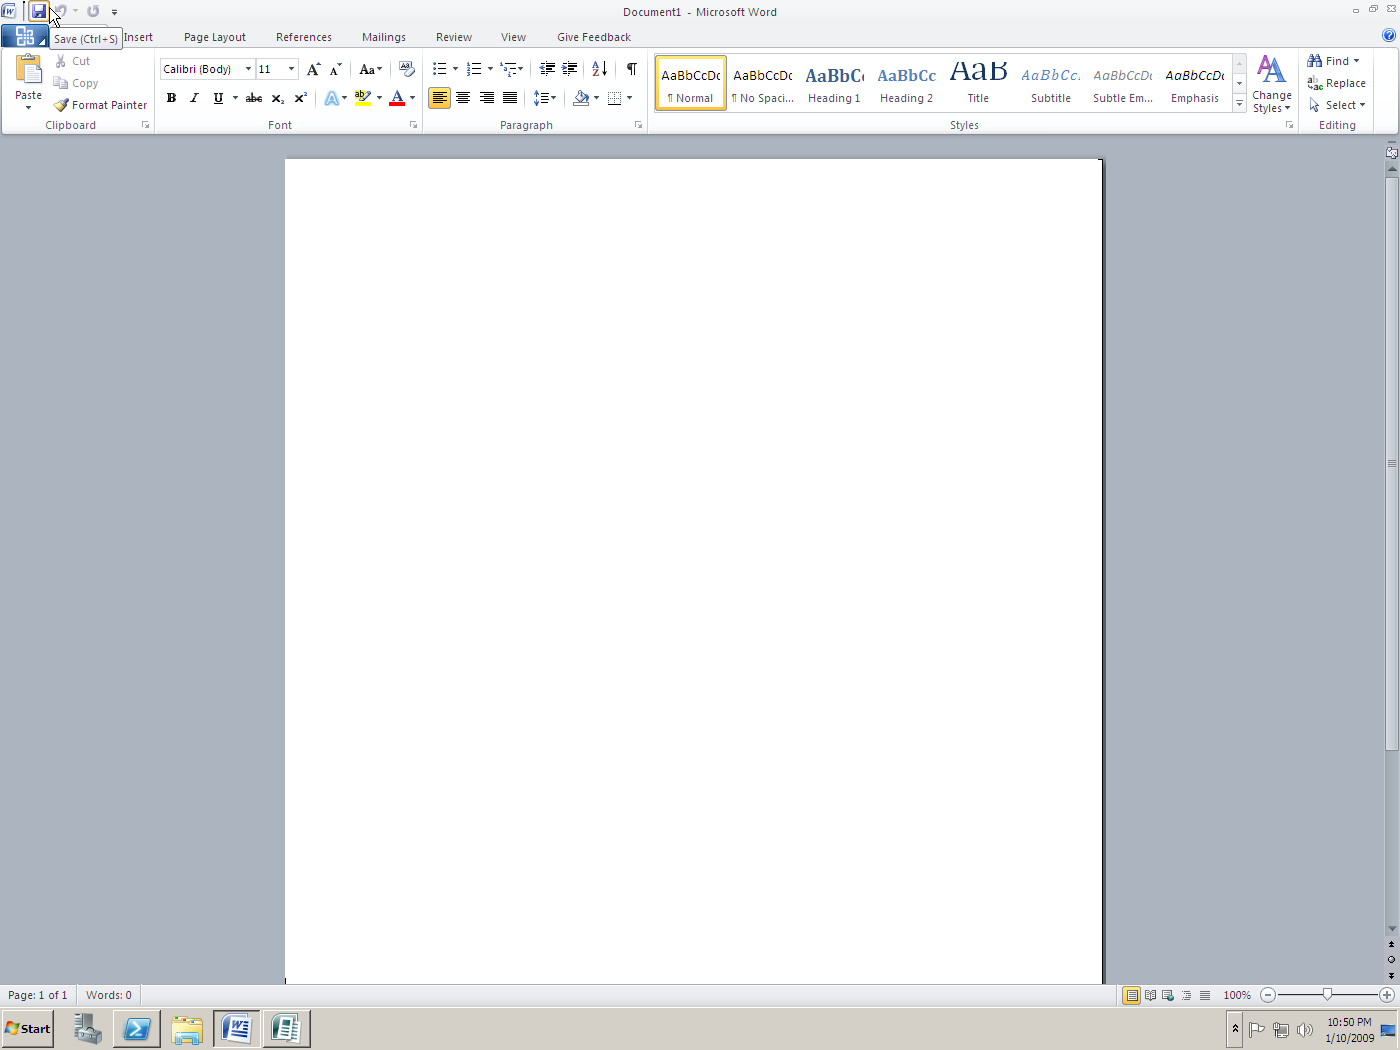 Document1 - Microsoft Word
Save (Ctrl+S)
Insert
Page Layout
References
Mailings
Review
View
Give Feedback
Paste
Cut
Copy
Format Painter
Clipboard
Calibri (Body)
11
Font
Paragraph
AaBbCcDc
¶ Normal
AaBbCcDc
¶ No Spaci...
AaBbC
Heading 1
AaBbCc
Heading 2
AaB
Title
AaBbCc.
Subtitle
AaBbCcDc
Subtle Em...
AaBbCcDc
Emphasis
Styles
Change
Styles
Find
Replace
Select
Editing
Page: 1 of 1
Words: 0
100%
Start
10:50 PM
1/10/2009